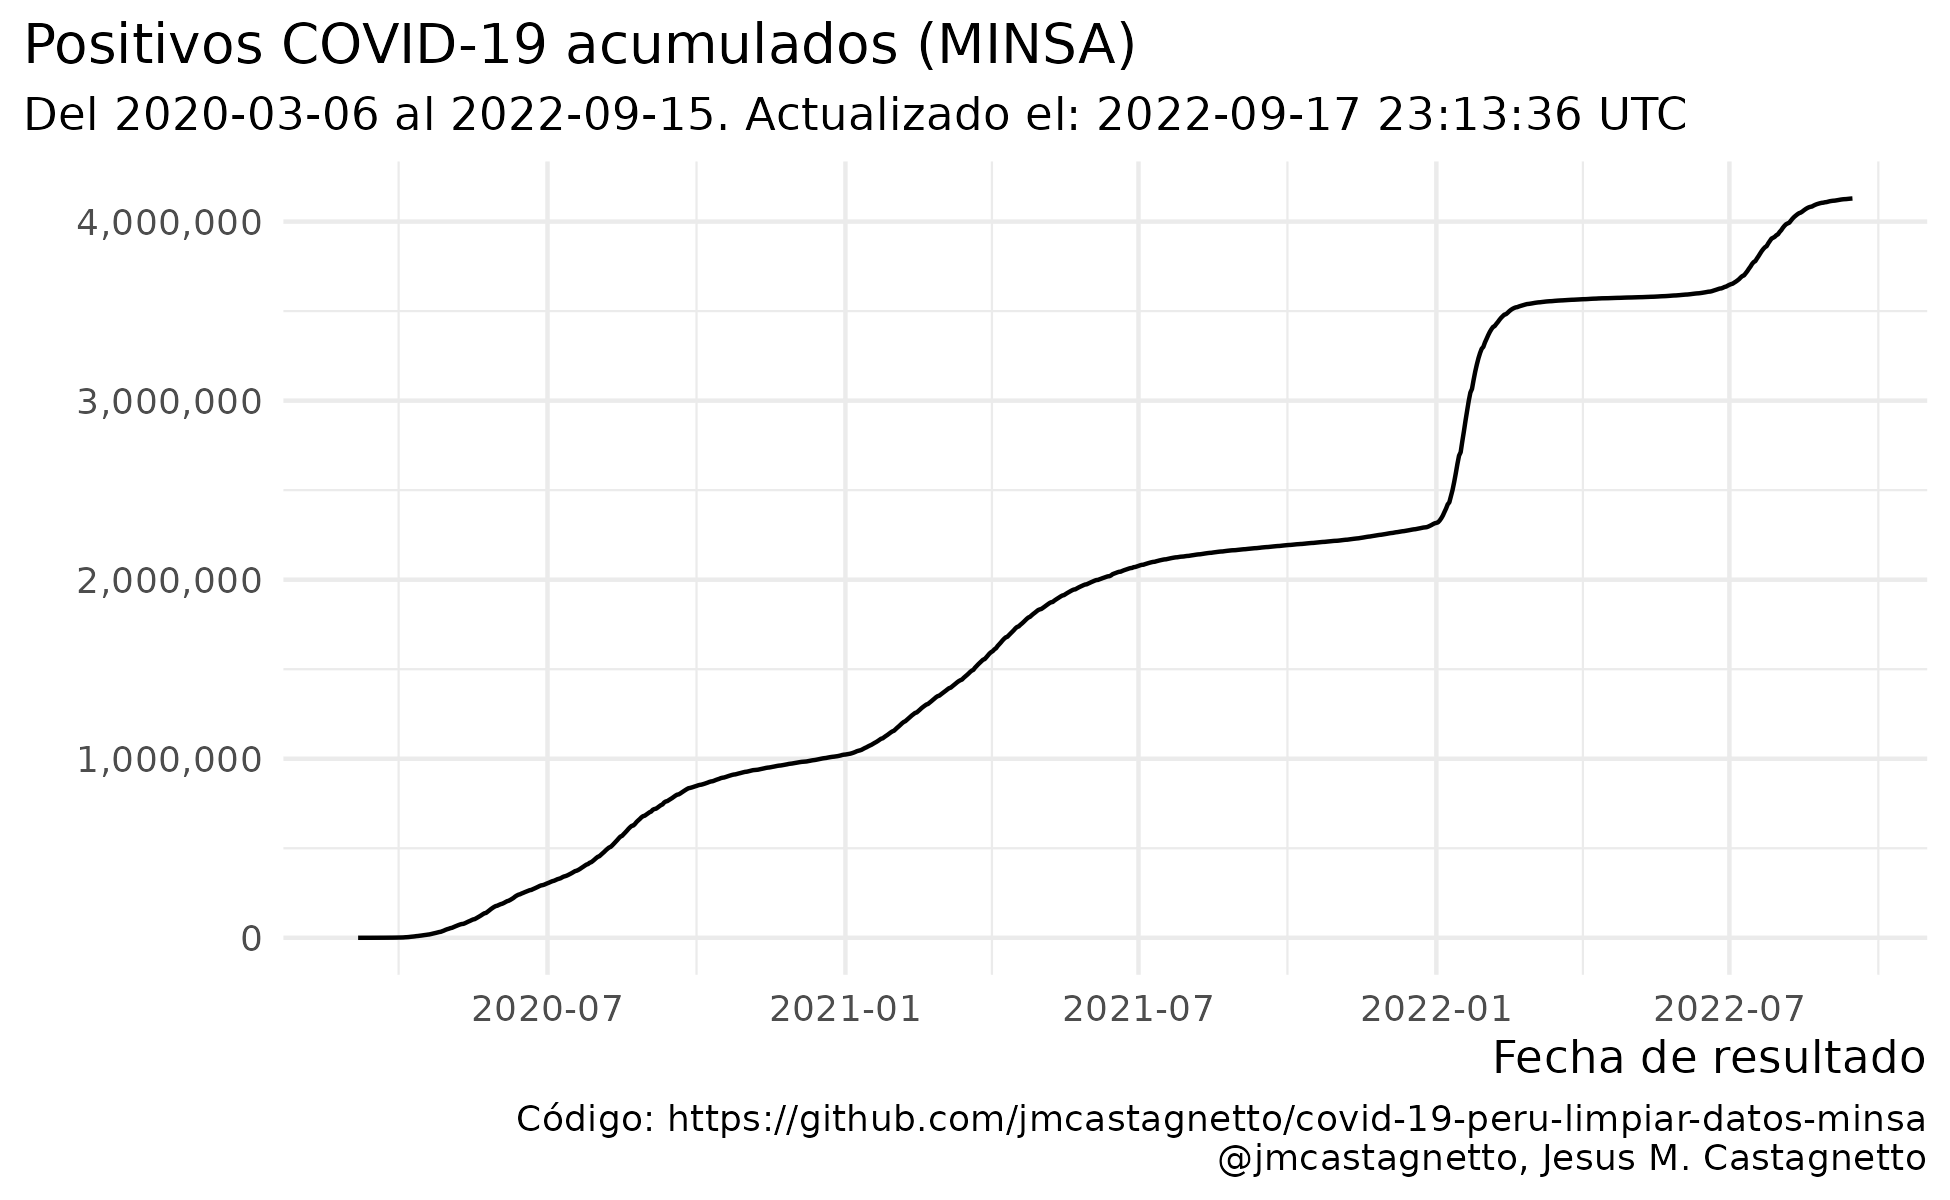 Positivos COVID-19 acumulados (MINSA)
Del 2020-03-06 al 2022-09-15. Actualizado el: 2022-09-17 23:13:36 UTC
4,000,000
3,000,000
2,000,000
1,000,000
0
2020-07 2021-01 2021-07 2022-01 2022-07
Fecha de resultado
Código: https://github.com/jmcastagnetto/covid-19-peru-limpiar-datos-minsa
@jmcastagnetto, Jesus M. Castagnetto